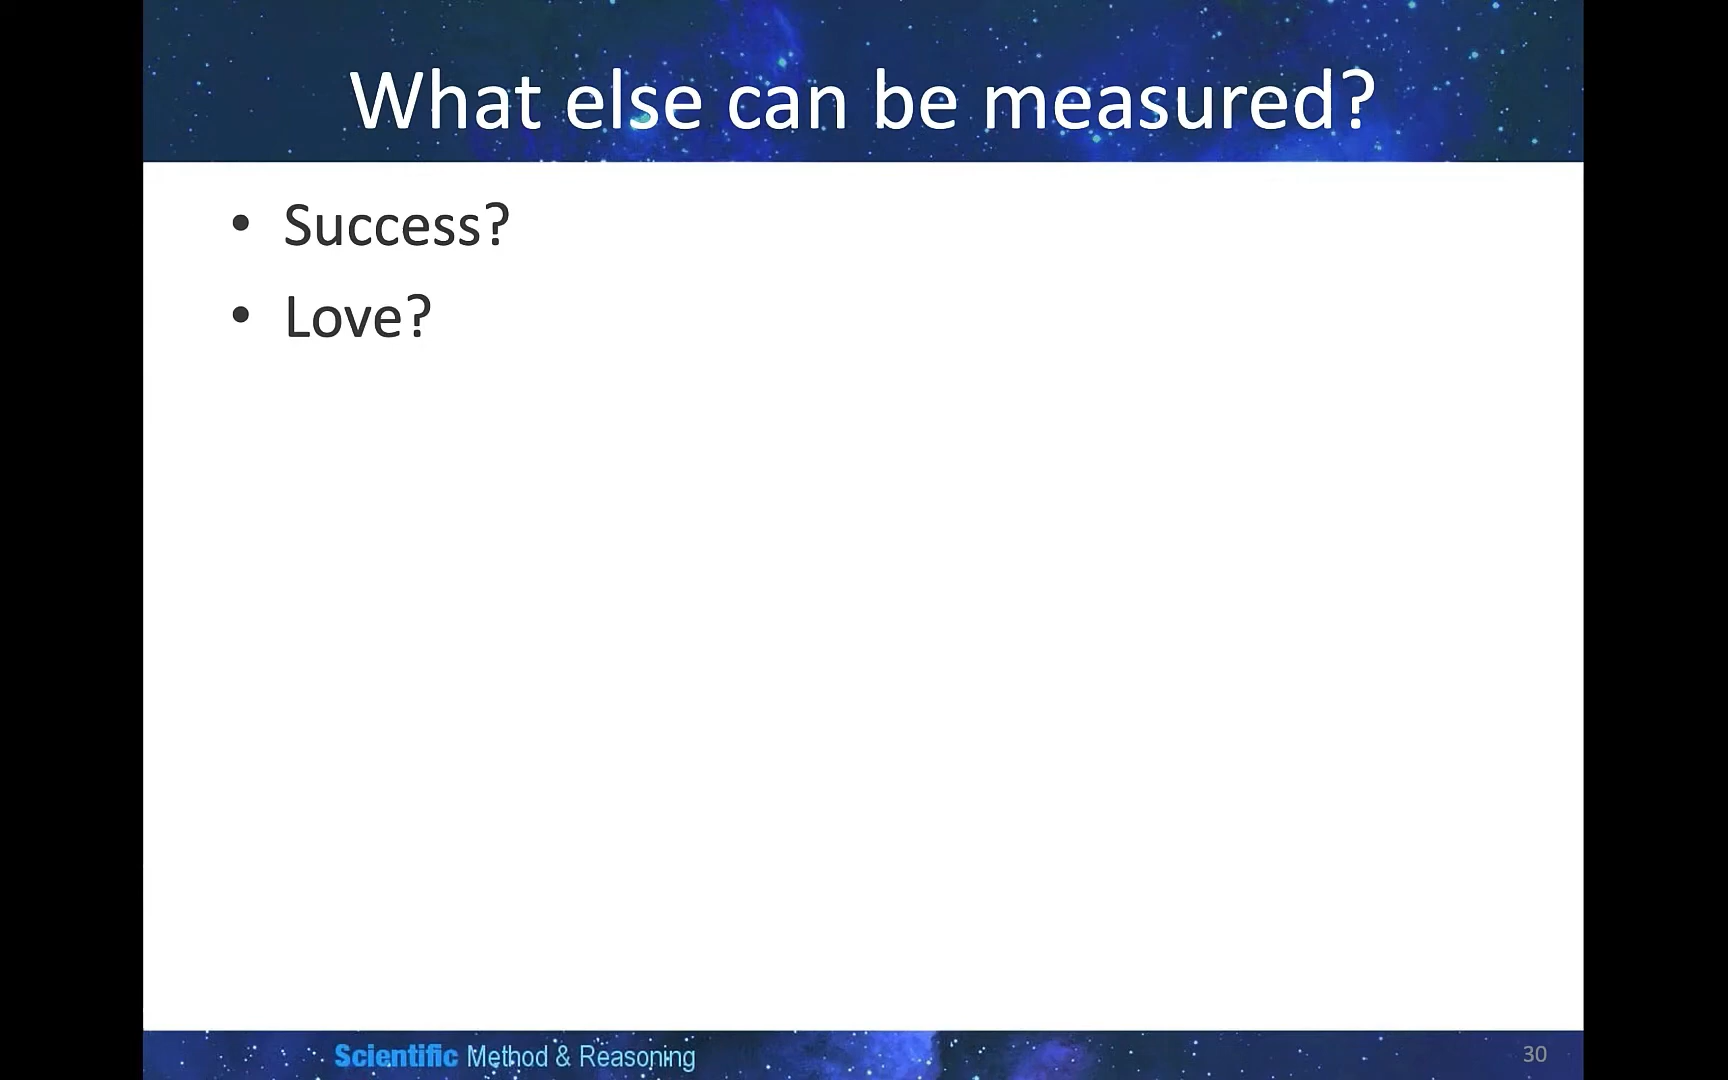 What else can be measured?
• Success?
• Love?
Scientific Method & Reasoning
30